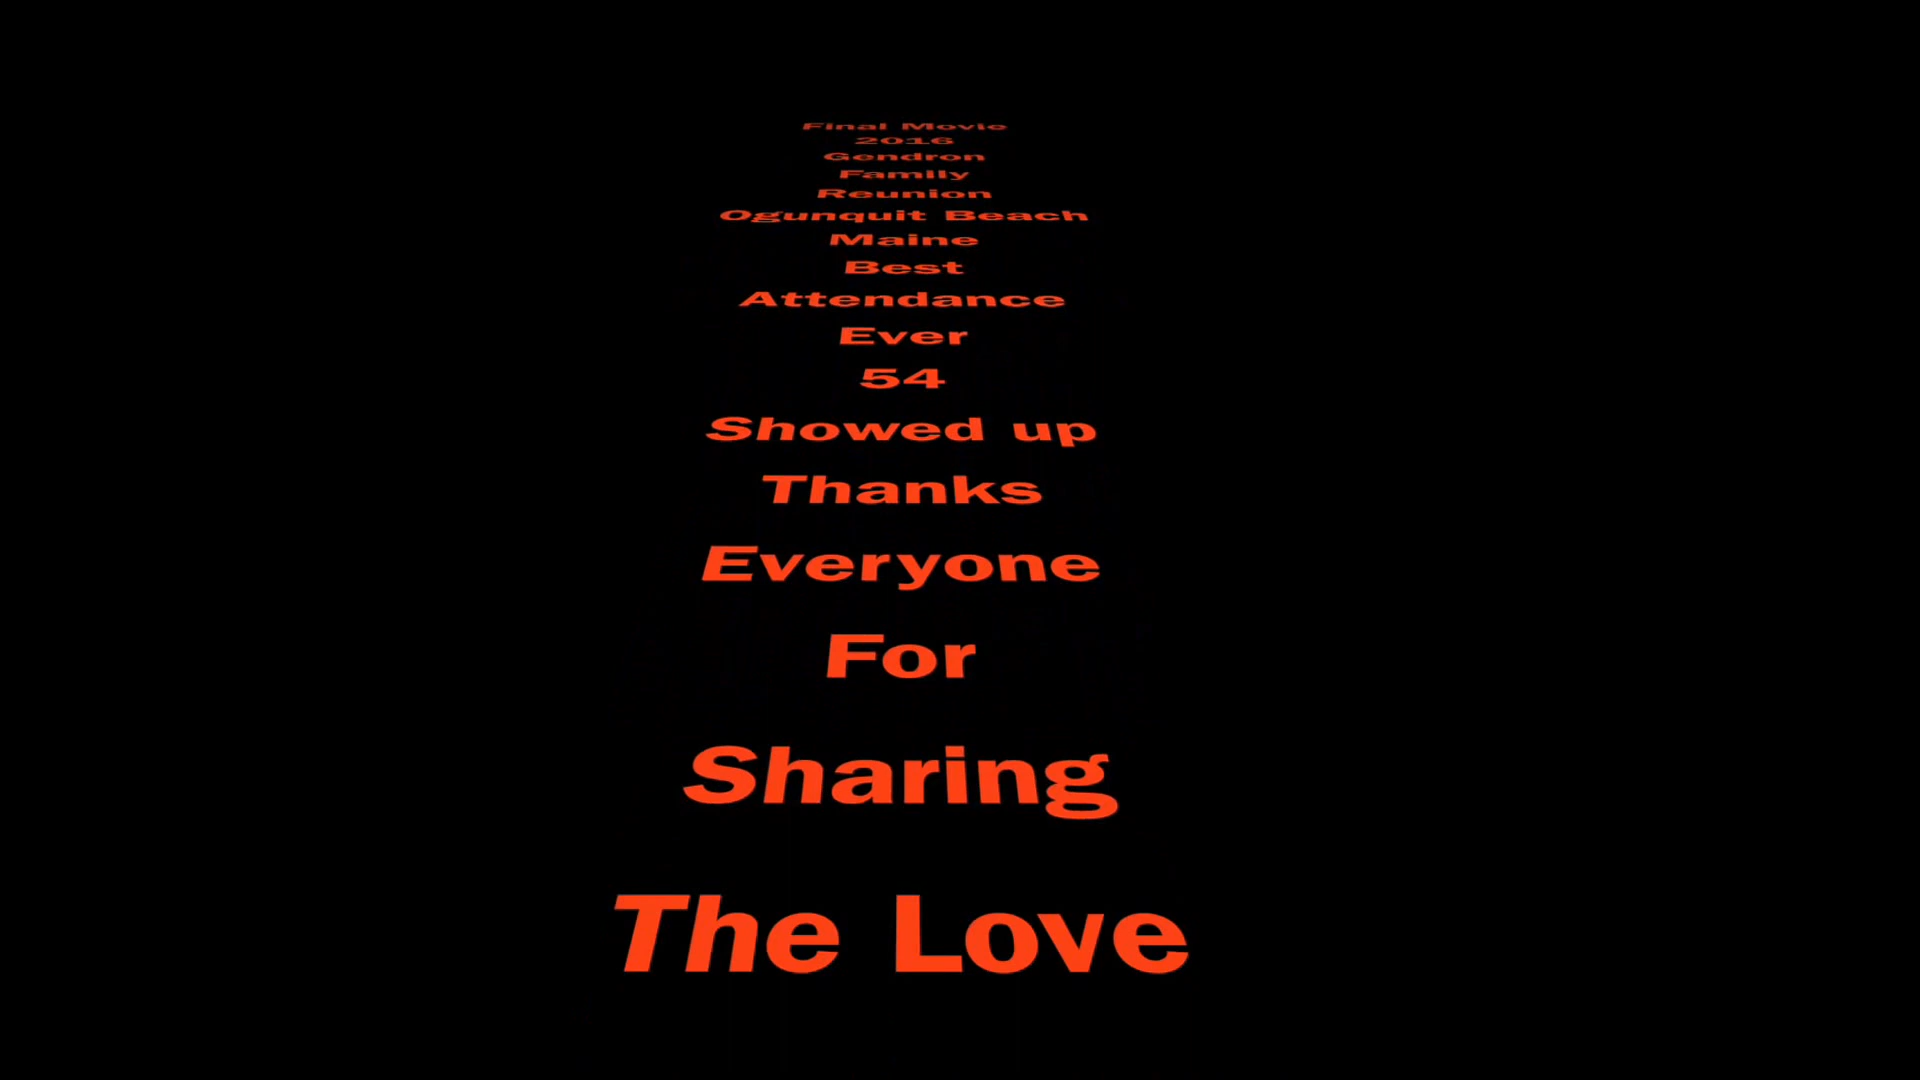 Final Movie
2016
Gendron
Family
Reunion
Ogunquit Beach
Maine
Best
Attendance
Ever
54
Showed up
Thanks
Everyone
For
Sharing
The Love